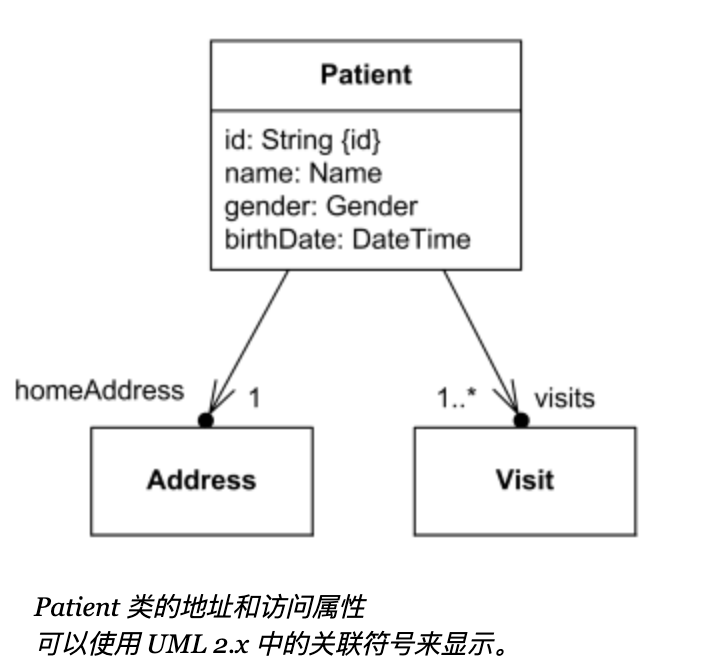 Patient
id: String {id}
name: Name
gender: Gender
birthDate: DateTime
homeAddress 1 1..* visits
Address Visit
Patient 类的地址和访问属性
可以使用 UML 2.x 中的关联符号来显示。